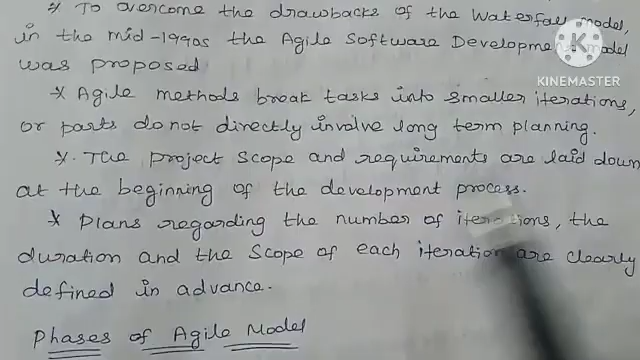 * To overcome the drawbacks of the Waterfall model,
in the mid-1990s the Agile Software Development model
was proposed
KINEMASTER
* Agile methods break tasks into smaller iterations,
or parts do not directly involve long term planning.
* The project scope and requirements are laid down
at the beginning of the development process.
* Plans regarding the number of iterations, the
duration and the scope of each iteration are clearly
defined in advance.
Phases of Agile Model